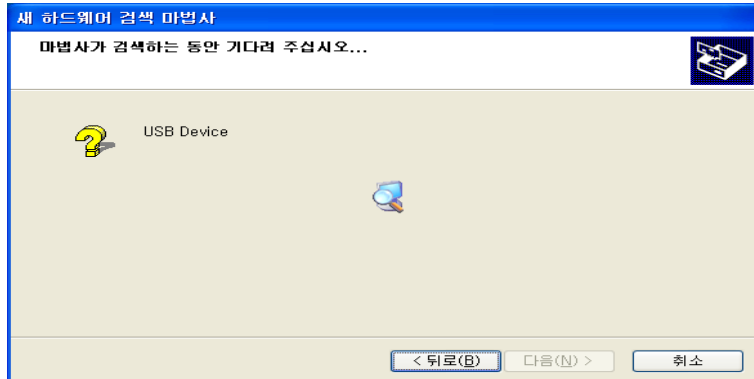 새 하드웨어 검색 마법사
마법사가 검색하는 동안 기다려 주십시오...
USB Device
< 뒤로(B)
다음(N) >
취소